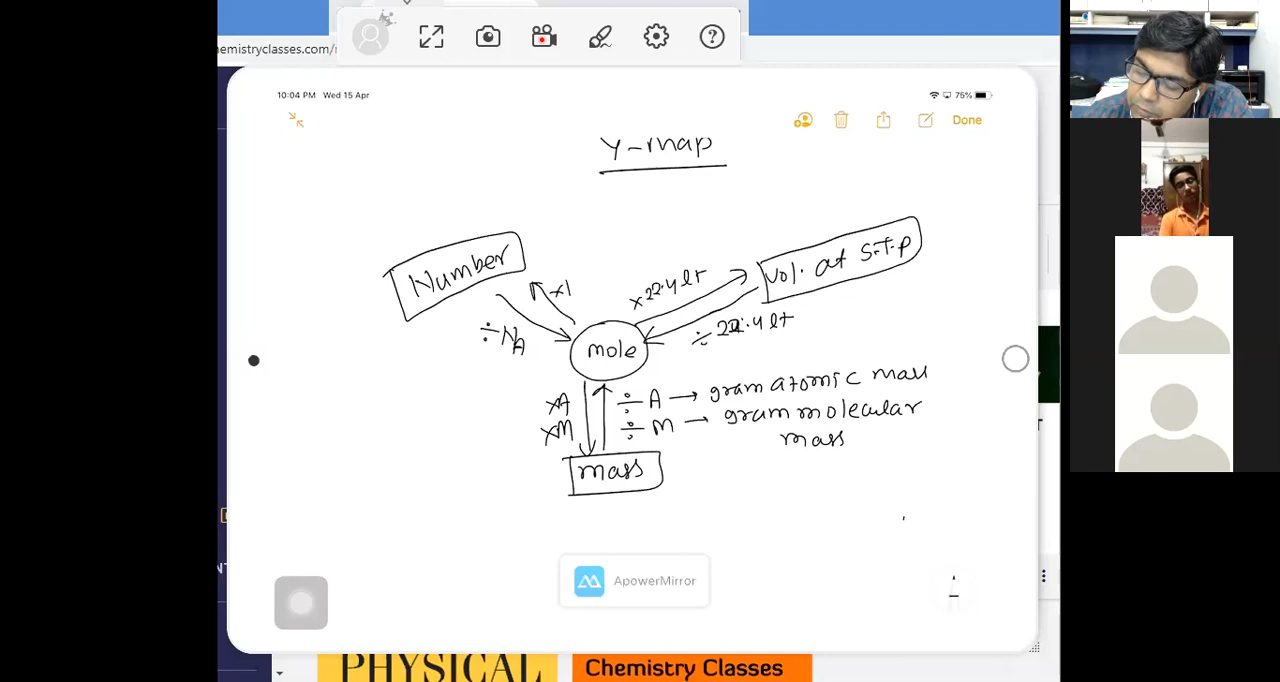 emistryclasses.com/
10:04 PM Wed 15 Apr
75%
Done
Y-map
Number
Vol. at S.T.P
×1
×22.4 lt
÷NA
÷22.4 lt
mole
×A
÷A → gram atomic mass
×M
÷M → gram molecular
mass
mass
ApowerMirror
PHYSICAL
Chemistry Classes